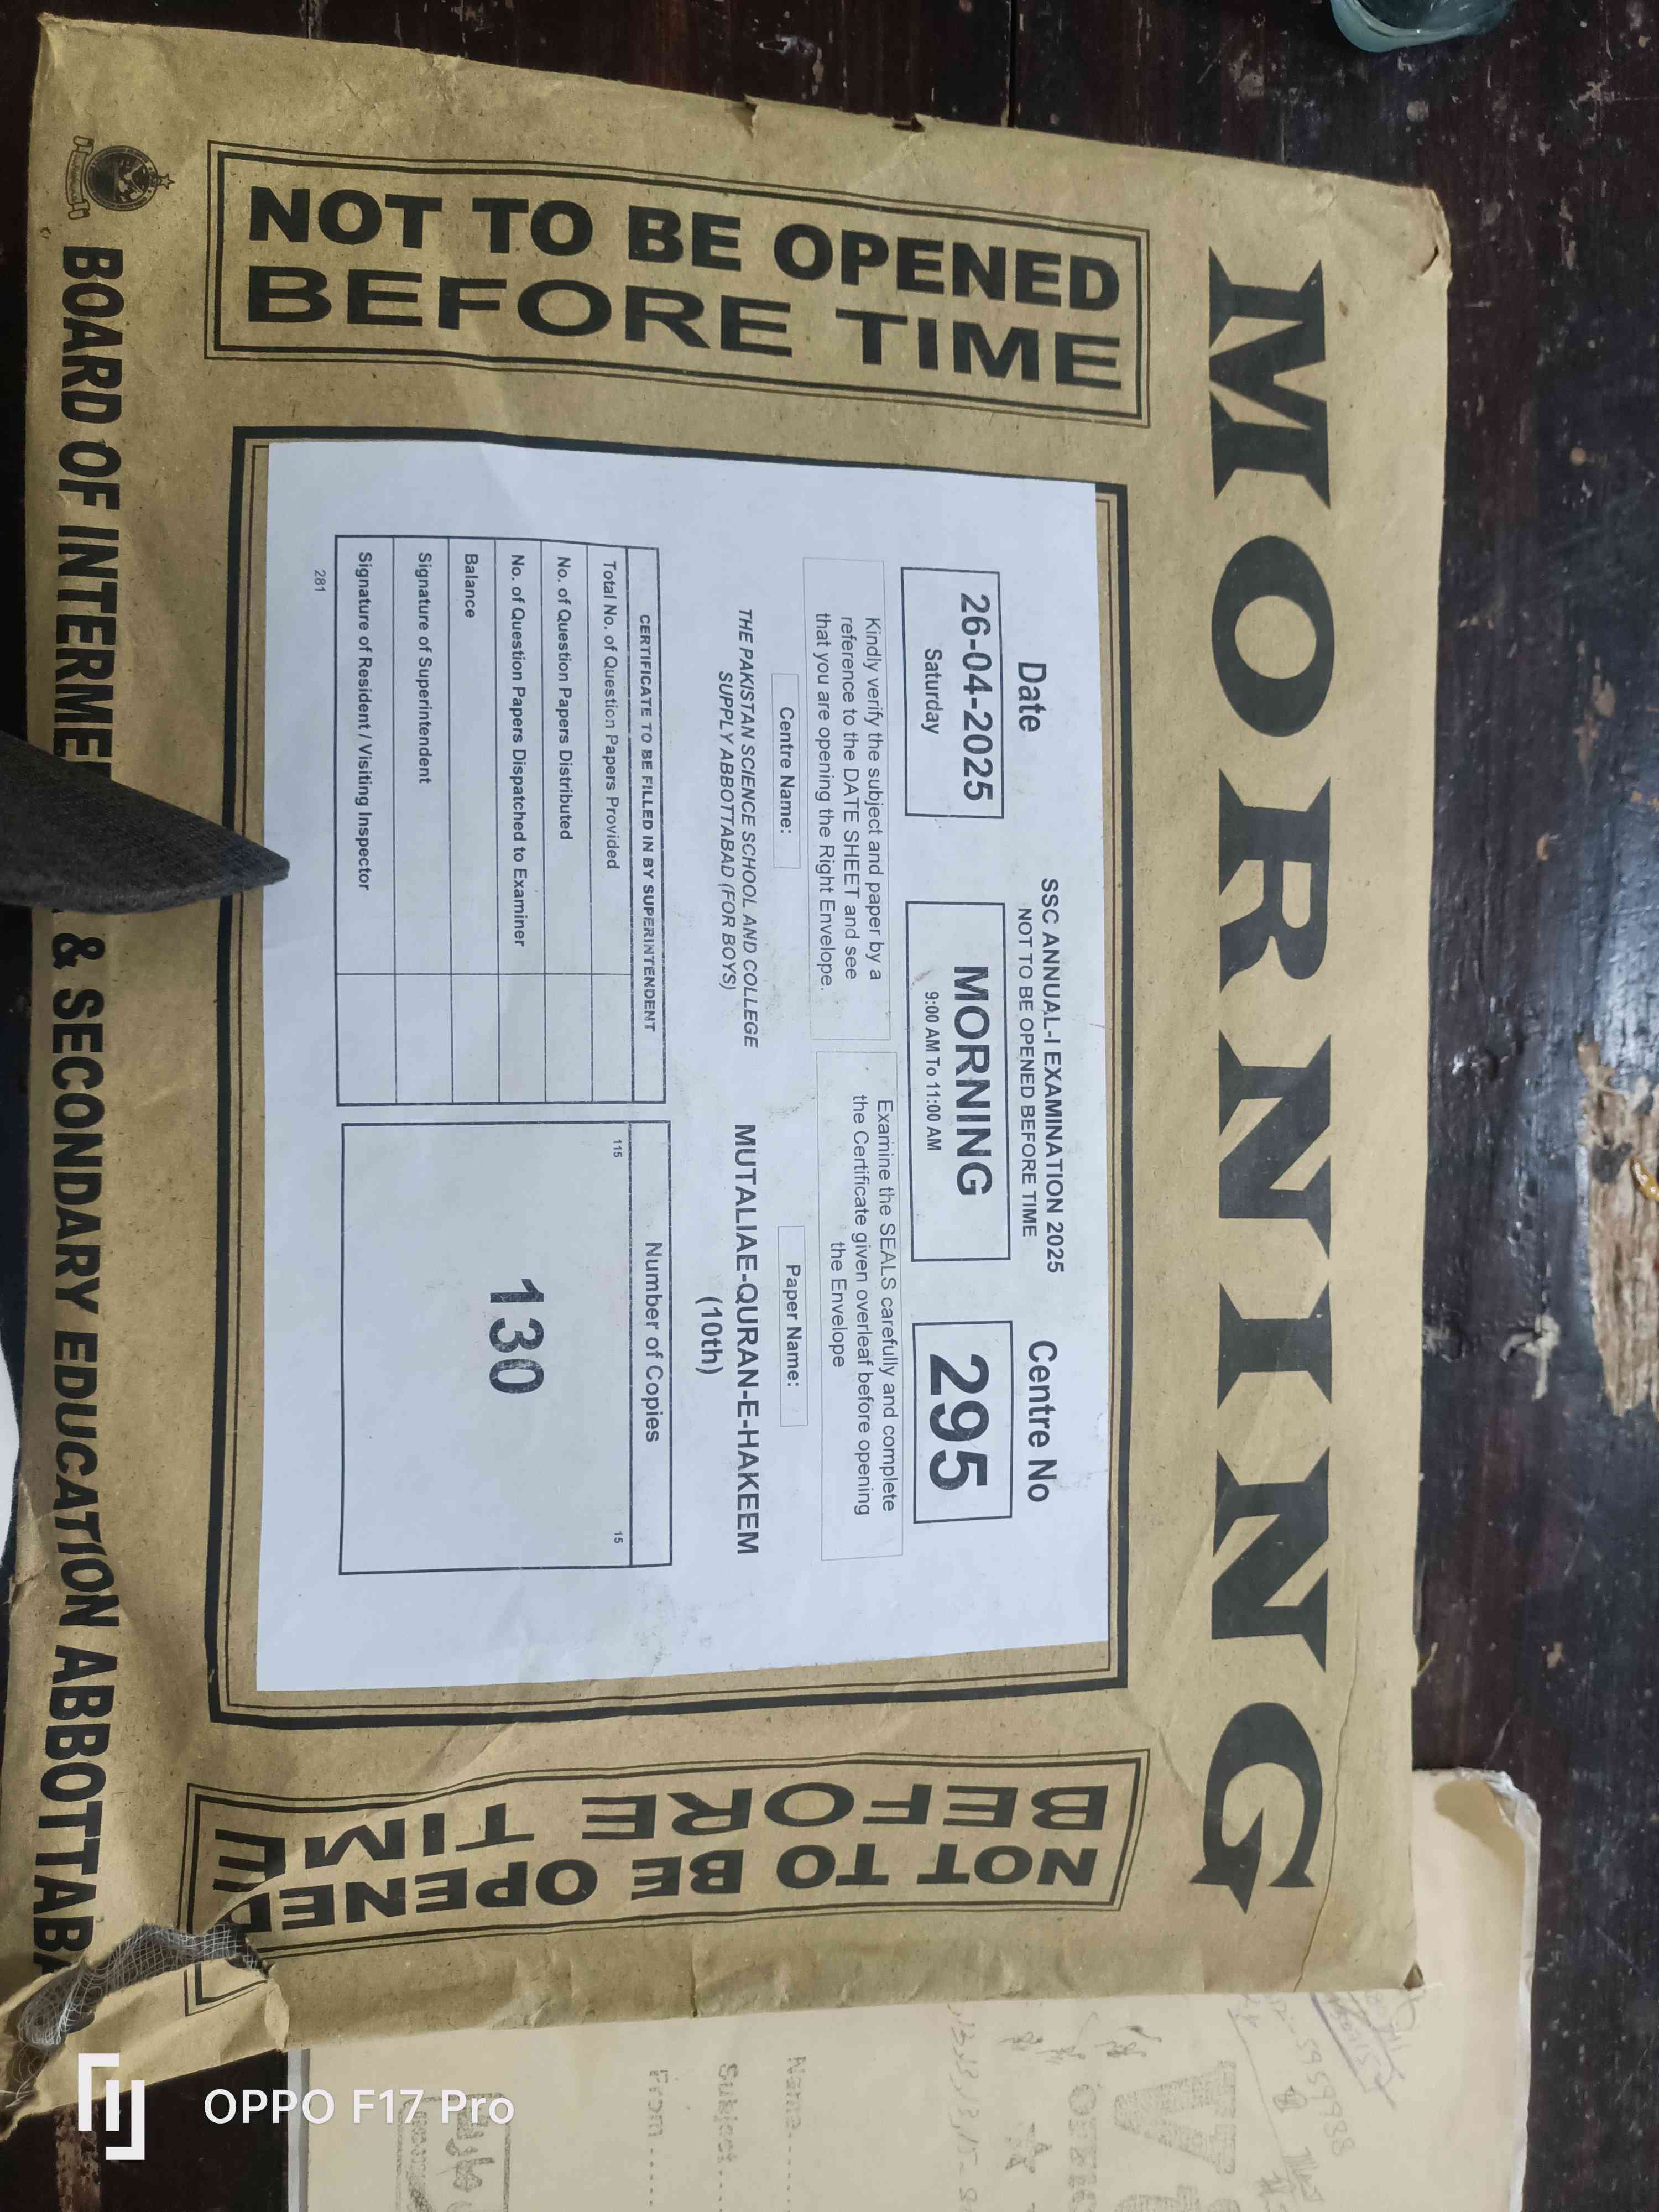 MORNING
NOT TO BE OPENED
BEFORE TIME
Date
26-04-2025
Saturday
SSC ANNUAL-I EXAMINATION 2025
NOT TO BE OPENED BEFORE TIME
MORNING
9:00 AM To 11:00 AM
Centre No
295
Kindly verify the subject and paper by a
reference to the DATE SHEET and see
that you are opening the Right Envelope.
Examine the SEALS carefully and complete
the Certificate given overleaf before opening
the Envelope
Centre Name:
THE PAKISTAN SCIENCE SCHOOL AND COLLEGE
SUPPLY ABBOTTABAD (FOR BOYS)
Paper Name:
MUTALIAE-QURAN-E-HAKEEM
(10th)
CERTIFICATE TO BE FILLED IN BY SUPERINTENDENT
Total No. of Question Papers Provided
No. of Question Papers Distributed
No. of Question Papers Dispatched to Examiner
Balance
Signature of Superintendent
Signature of Resident / Visiting Inspector
281
Number of Copies
115
15
130
NOT TO BE OPENED
BEFORE TIME
BOARD OF INTERME & SECONDARY EDUCATION ABBOTTABA
Name
Subject
From
5959938
OPPO F17 Pro